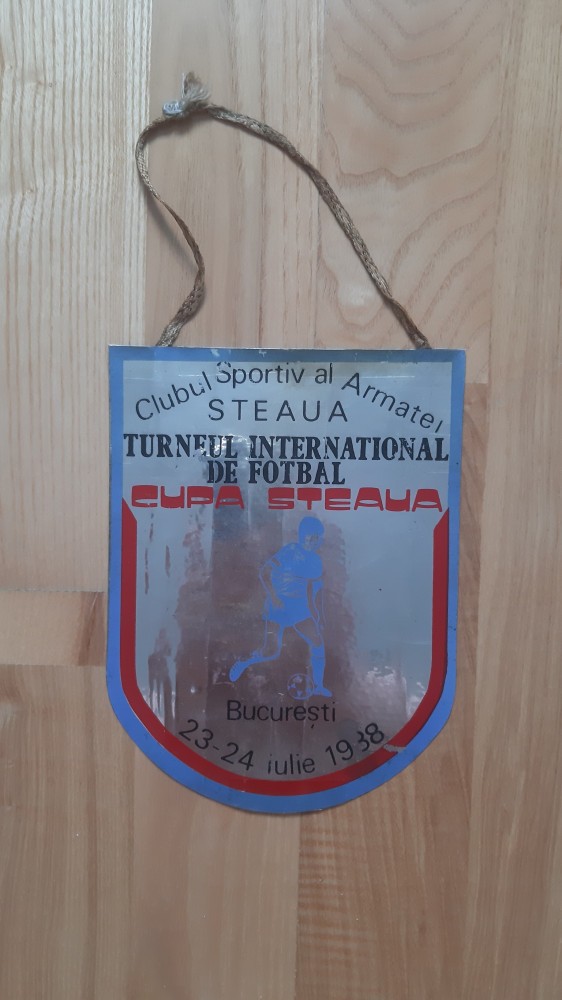 Clubul Sportiv al Armatei
STEAUA
TURNEUL INTERNATIONAL
DE FOTBAL
CUPA STEAUA
București
23-24 iulie 1988